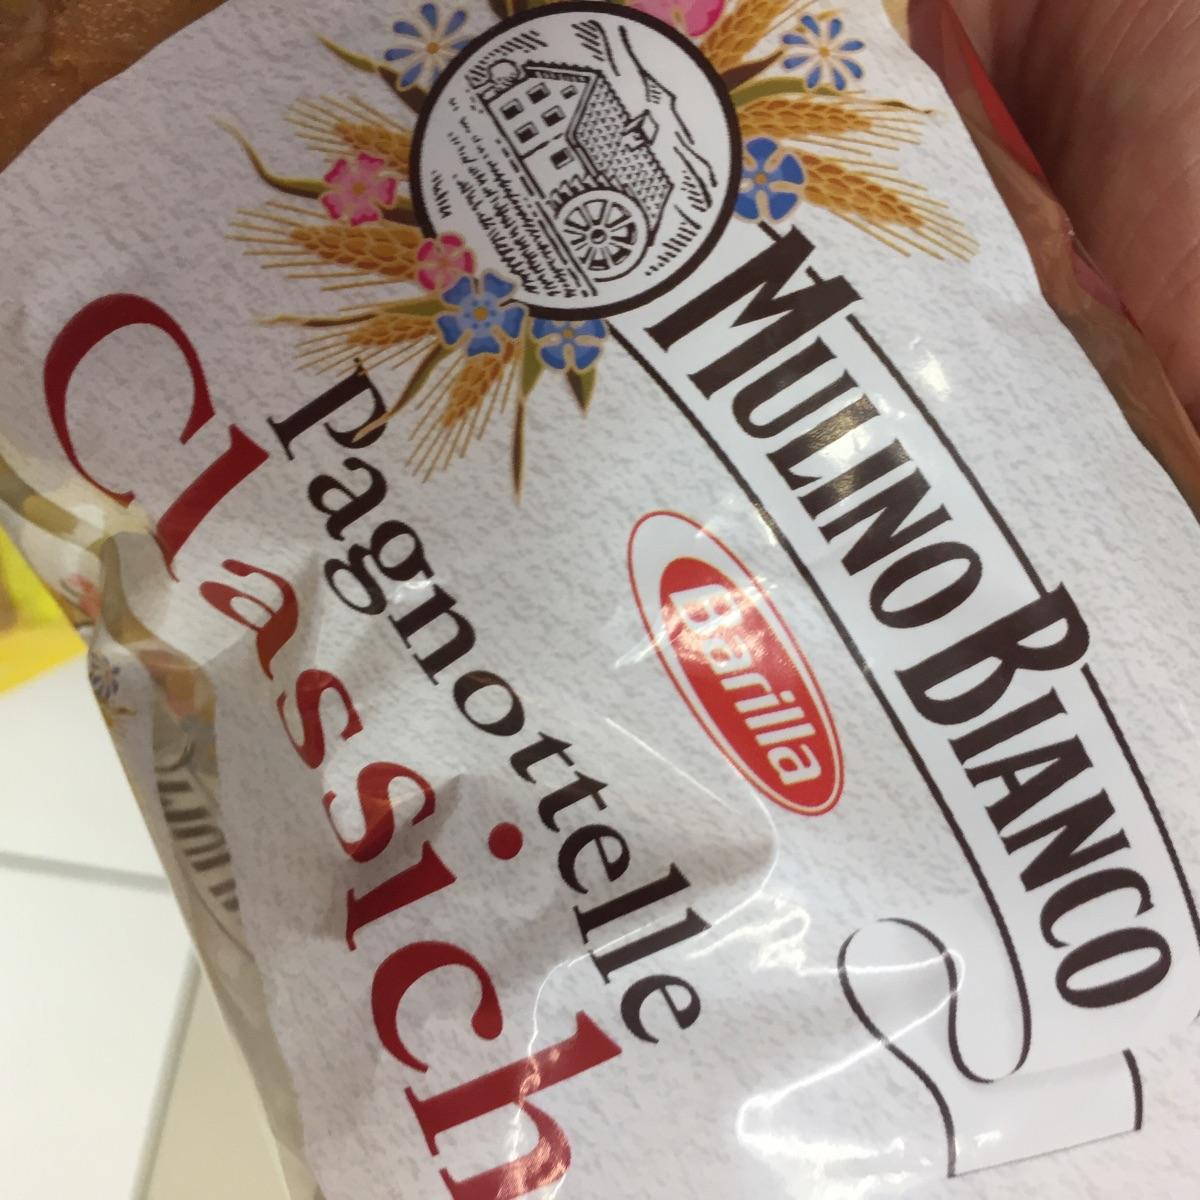 MULINO BIANCO
Barilla
Pagnottelle
Classich